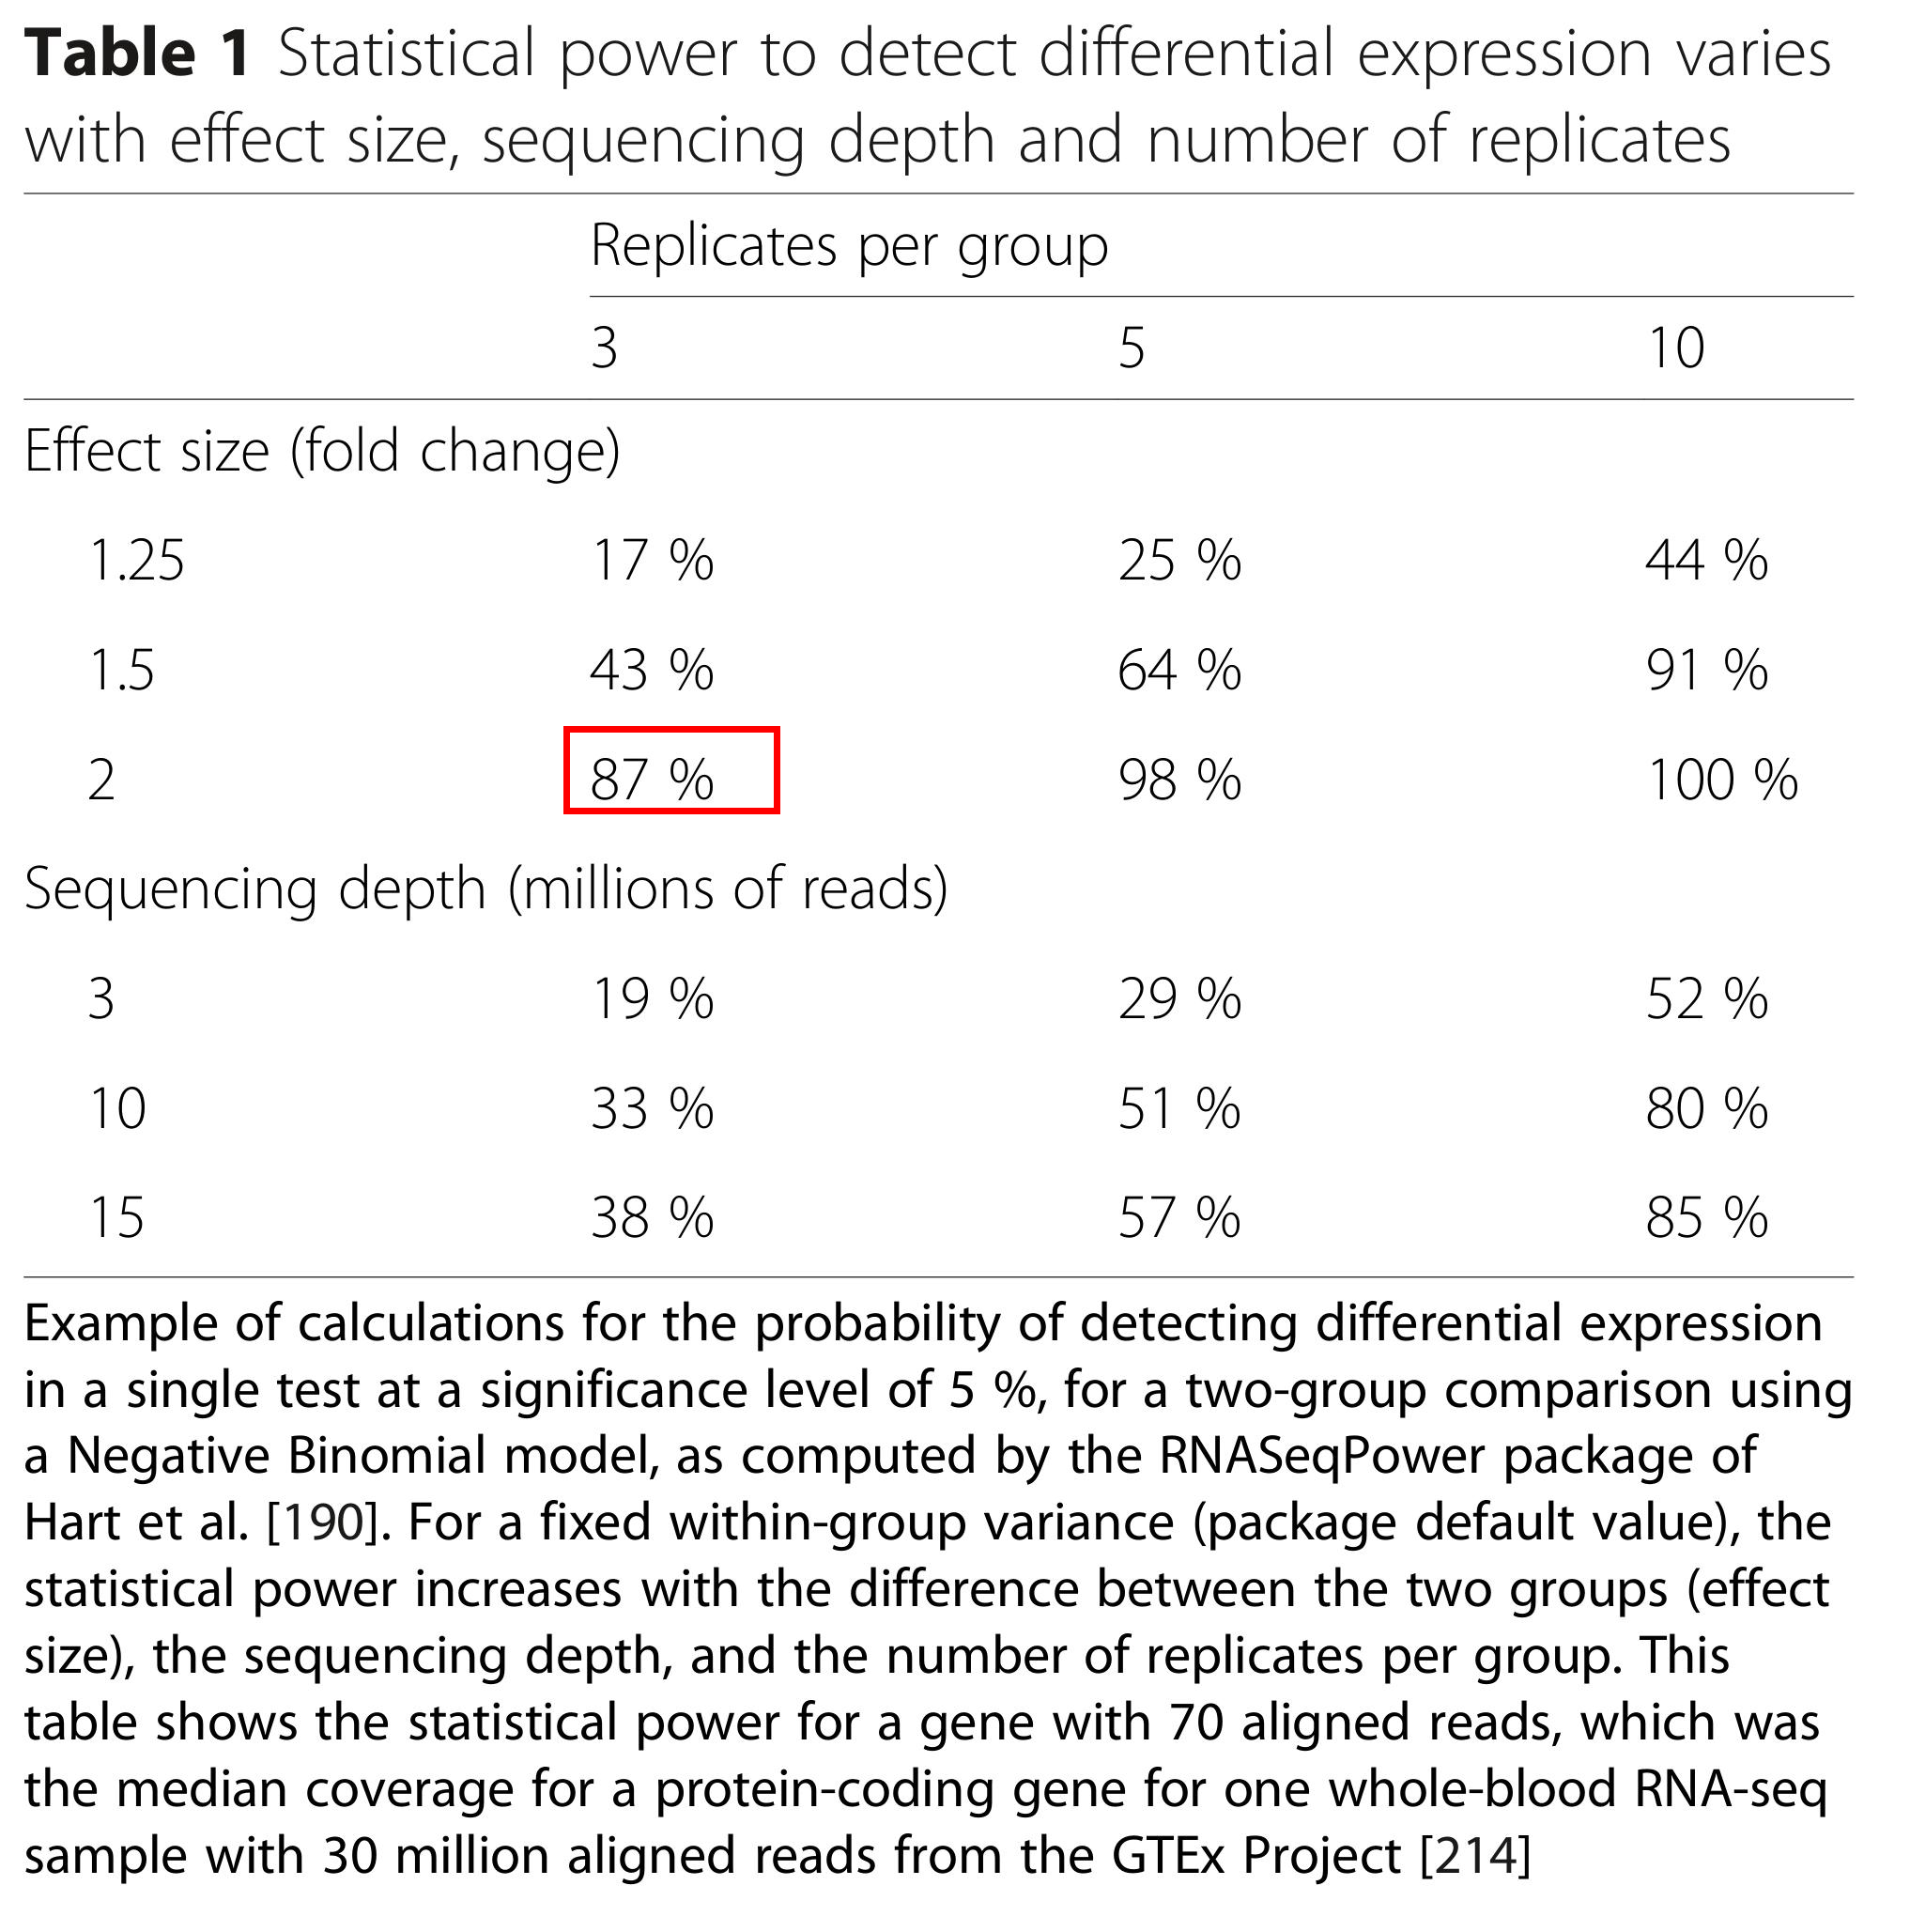 Table 1 Statistical power to detect differential expression varies
with effect size, sequencing depth and number of replicates
Replicates per group
3 5 10
Effect size (fold change)
1.25 17 % 25 % 44 %
1.5 43 % 64 % 91 %
2 87 % 98 % 100 %
Sequencing depth (millions of reads)
3 19 % 29 % 52 %
10 33 % 51 % 80 %
15 38 % 57 % 85 %
Example of calculations for the probability of detecting differential expression
in a single test at a significance level of 5 %, for a two-group comparison using
a Negative Binomial model, as computed by the RNASeqPower package of
Hart et al. [190]. For a fixed within-group variance (package default value), the
statistical power increases with the difference between the two groups (effect
size), the sequencing depth, and the number of replicates per group. This
table shows the statistical power for a gene with 70 aligned reads, which was
the median coverage for a protein-coding gene for one whole-blood RNA-seq
sample with 30 million aligned reads from the GTEx Project [214]